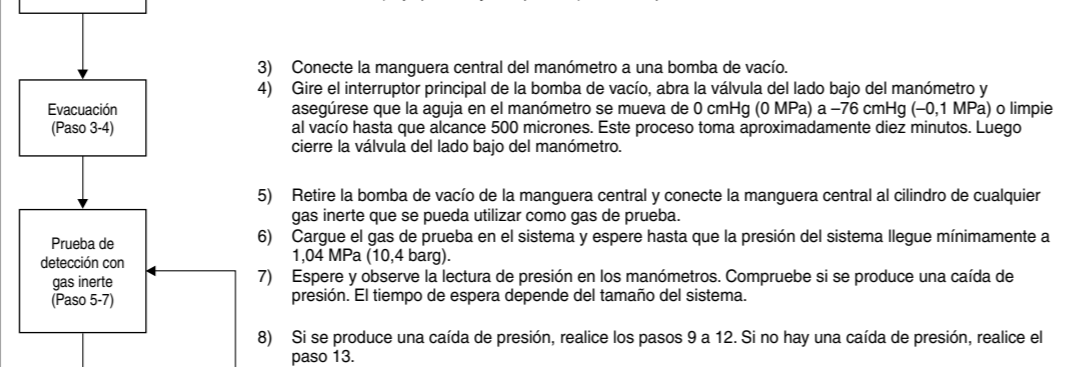 3) Conecte la manguera central del manómetro a una bomba de vacío.
4) Gire el interruptor principal de la bomba de vacío, abra la válvula del lado bajo del manómetro y
asegúrese que la aguja en el manómetro se mueva de 0 cmHg (0 MPa) a –76 cmHg (–0,1 MPa) o limpie
al vacío hasta que alcance 500 micrones. Este proceso toma aproximadamente diez minutos. Luego
cierre la válvula del lado bajo del manómetro.
Evacuación
(Paso 3-4)
5) Retire la bomba de vacío de la manguera central y conecte la manguera central al cilindro de cualquier
gas inerte que se pueda utilizar como gas de prueba.
6) Cargue el gas de prueba en el sistema y espere hasta que la presión del sistema llegue mínimamente a
1,04 MPa (10,4 barg).
7) Espere y observe la lectura de presión en los manómetros. Compruebe si se produce una caída de
presión. El tiempo de espera depende del tamaño del sistema.
Prueba de
detección con
gas inerte
(Paso 5-7)
8) Si se produce una caída de presión, realice los pasos 9 a 12. Si no hay una caída de presión, realice el
paso 13.